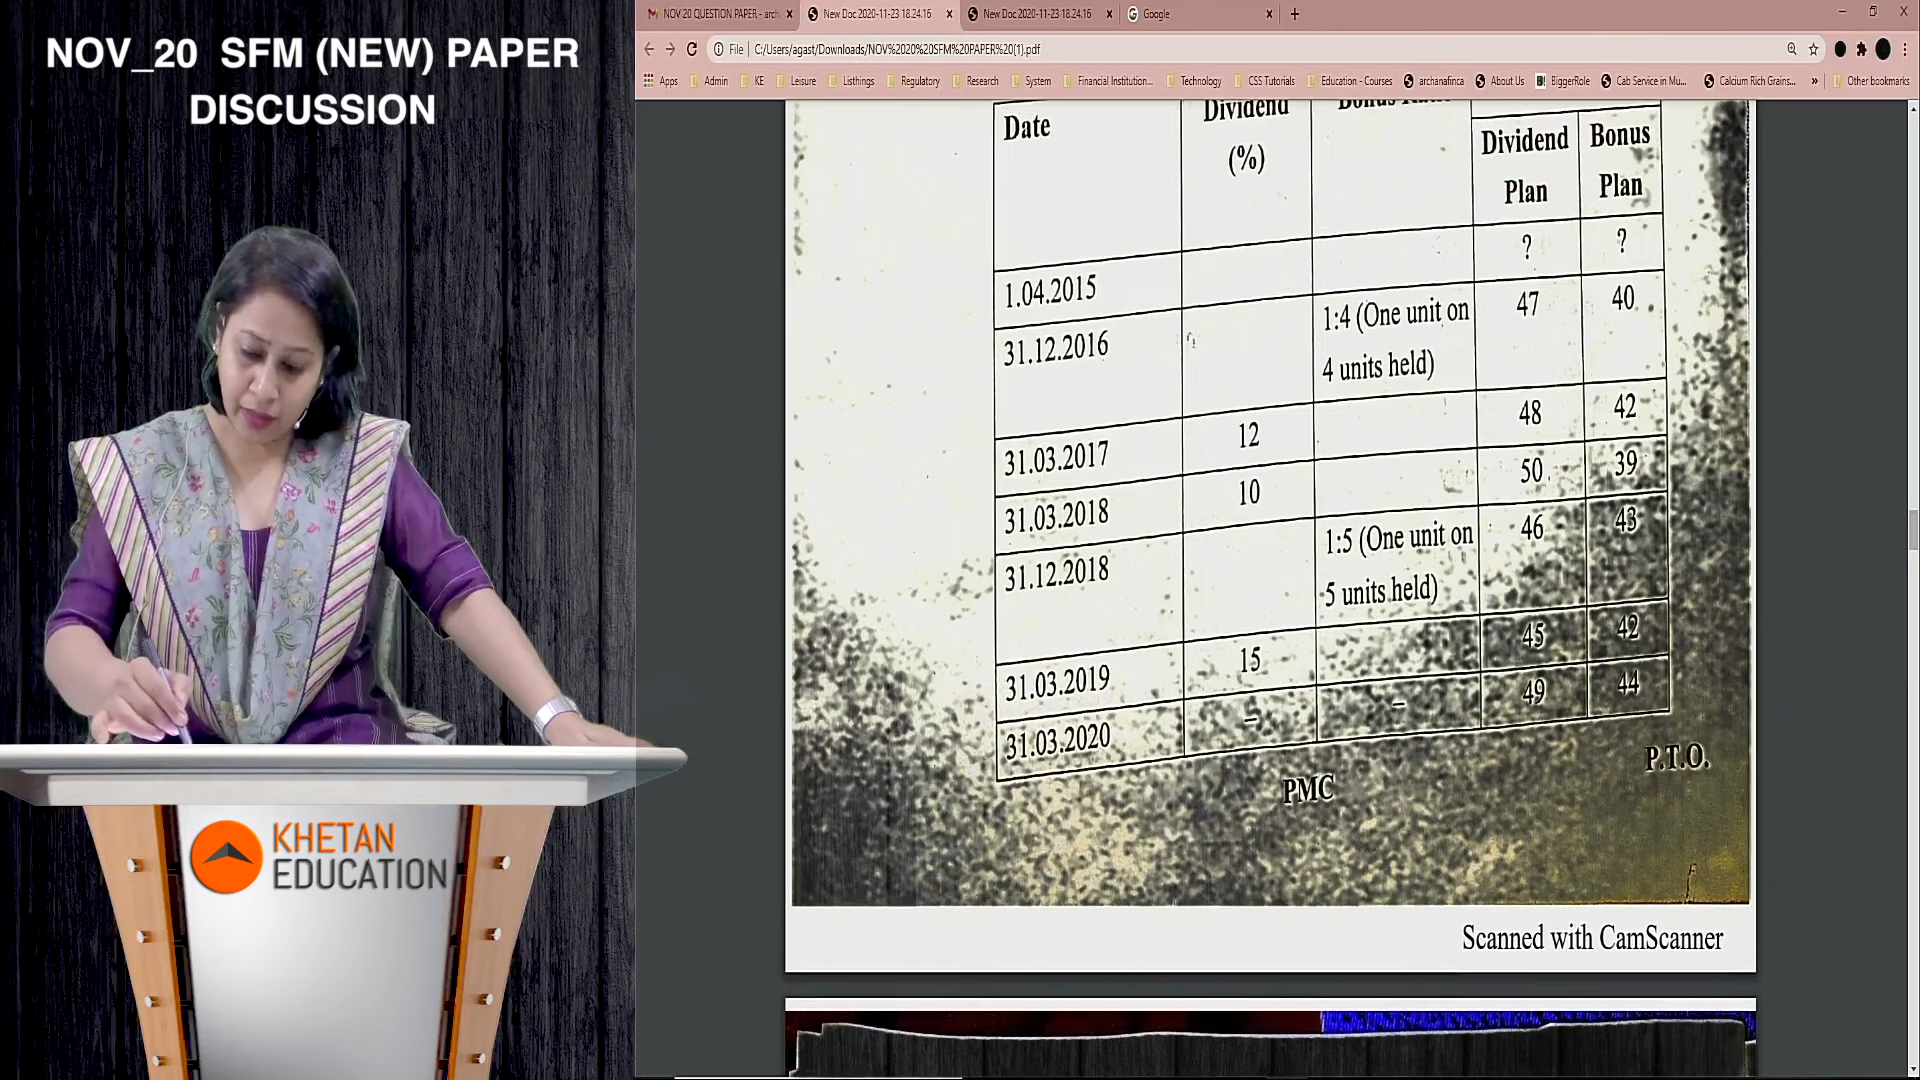 NOV_20 SFM (NEW) PAPER
DISCUSSION
KHETAN
EDUCATION
NOV 20 QUESTION PAPER - arch
New Doc 2020-11-23 18.24.16
New Doc 2020-11-23 18.24.16
Google
File
C:/Users/agast/Downloads/NOV%2020%20SFM%20PAPER%20(1).pdf
Apps
Admin
KE
Leisure
Listings
Regulatory
Research
System
Financial Institution...
Technology
CSS Tutorials
Education - Courses
archanafinca
About Us
BiggerRole
Cab Service in Mu...
Calcium Rich Grains...
»
Other bookmarks
Date
Dividend
(%)
Dividend
Plan
Bonus
Plan
1.04.2015 ? ?
31.12.2016 1:4 (One unit on 47 40
4 units held)
31.03.2017 12 48 42
31.03.2018 10 50 39
31.12.2018 1:5 (One unit on 46 43
5 units held)
31.03.2019 15 45 42
31.03.2020 – – 49 44
PMC
P.T.O.
Scanned with CamScanner